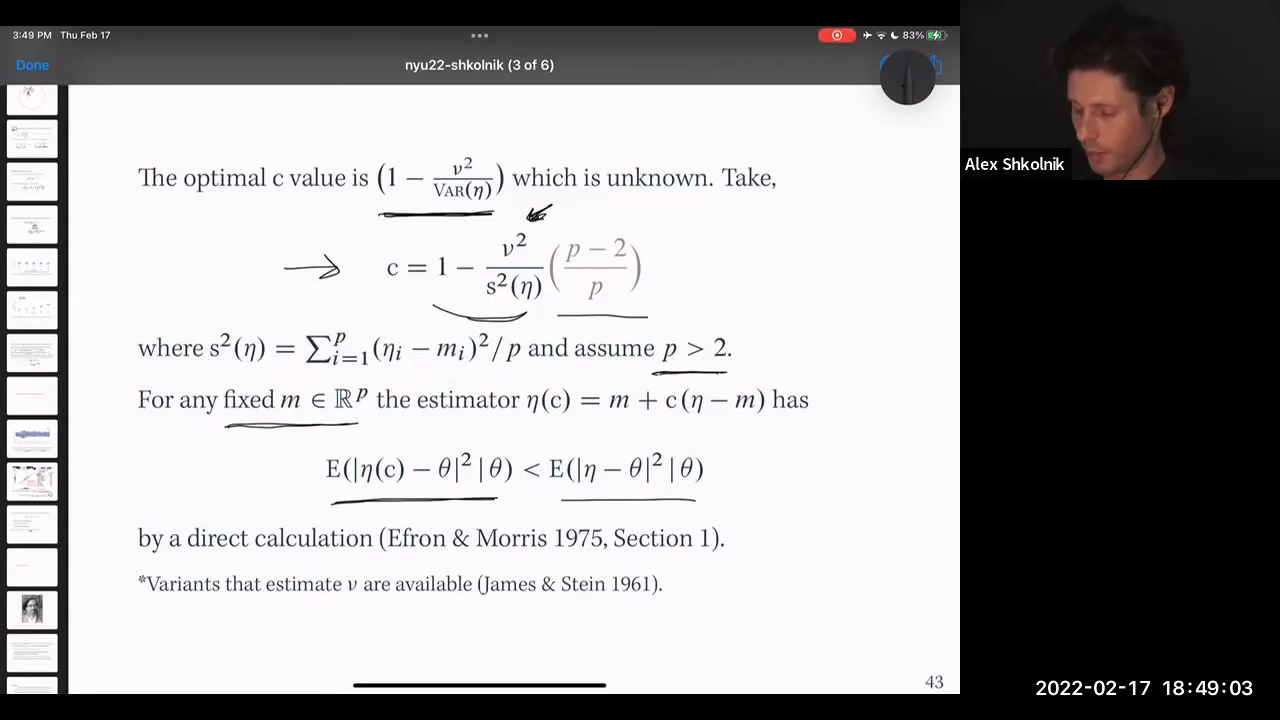 3:49 PM Thu Feb 17
83%
Done
nyu22-shkolnik (3 of 6)
Alex Shkolnik
The optimal c value is (1 − ν²/VAR(η)) which is unknown. Take,
c = 1 − ν²/s²(η) ((p − 2)/p)
where s²(η) = ∑ᵖᵢ₌₁(ηᵢ − mᵢ)²/p and assume p > 2.
For any fixed m ∈ ℝᵖ the estimator η(c) = m + c(η − m) has
E(|η(c) − θ|² | θ) < E(|η − θ|² | θ)
by a direct calculation (Efron & Morris 1975, Section 1).
*Variants that estimate ν are available (James & Stein 1961).
43
2022-02-17 18:49:03